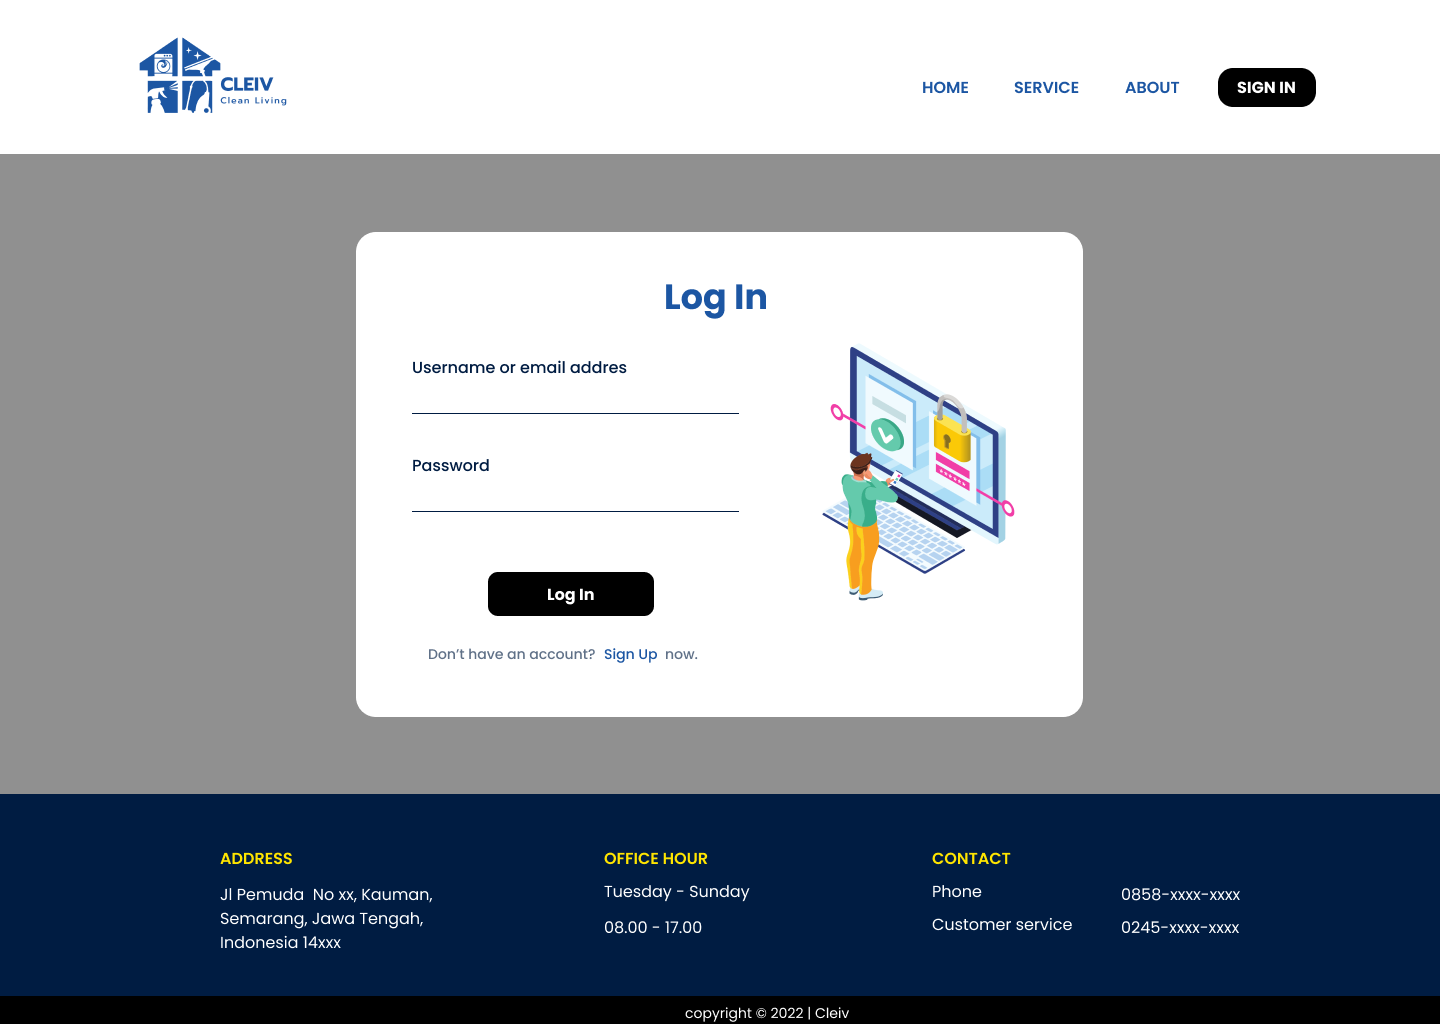 CLEIV
Clean Living
HOME
SERVICE
ABOUT
SIGN IN
Log In
Username or email addres
Password
Log In
Don’t have an account? Sign Up now.
ADDRESS
Jl Pemuda No xx, Kauman,
Semarang, Jawa Tengah,
Indonesia 14xxx
OFFICE HOUR
Tuesday - Sunday
08.00 - 17.00
CONTACT
Phone 0858-xxxx-xxxx
Customer service 0245-xxxx-xxxx
copyright © 2022 | Cleiv